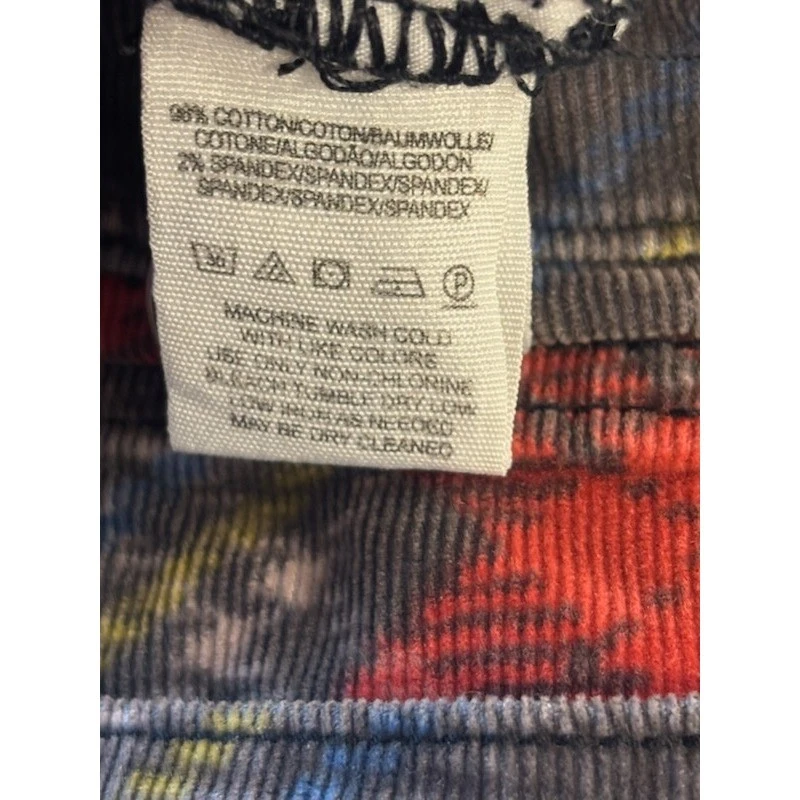 98% COTTON/COTON/BAUMWOLLE/
COTONE/ALGODÃO/ALGODON
2% SPANDEX/SPANDEX/SPANDEX/
SPANDEX/SPANDEX/SPANDEX
30 P
MACHINE WASH COLD
WITH LIKE COLORS
USE ONLY NON-CHLORINE
BLEACH TUMBLE DRY LOW
LOW IRON AS NEEDED
MAY BE DRY CLEANED